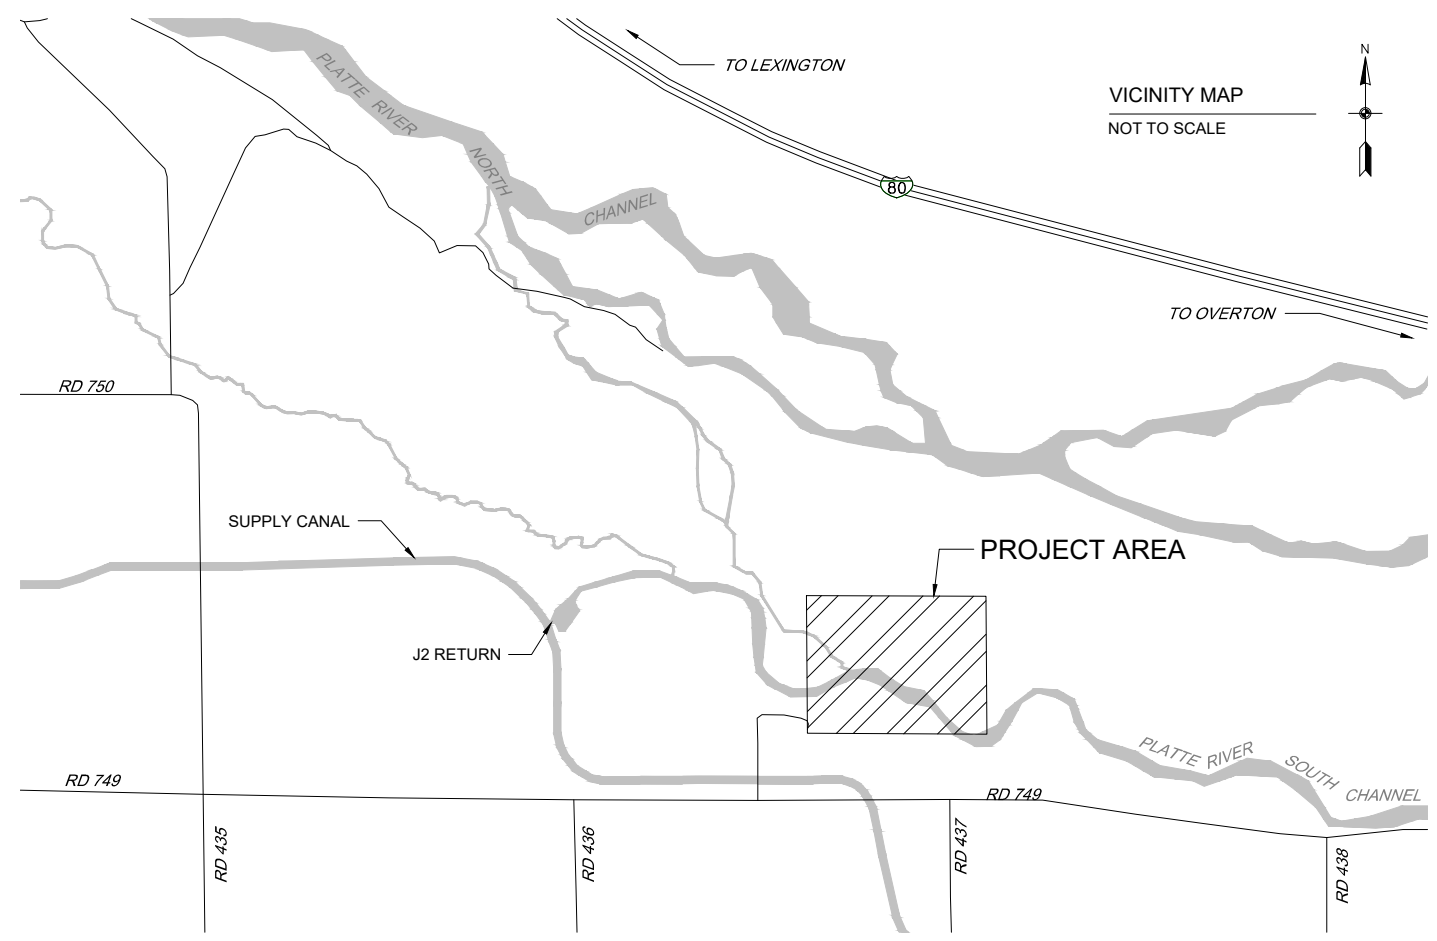 TO LEXINGTON
VICINITY MAP
NOT TO SCALE
N
PLATTE RIVER
NORTH
CHANNEL
80
TO OVERTON
RD 750
SUPPLY CANAL
PROJECT AREA
J2 RETURN
PLATTE RIVER
SOUTH
CHANNEL
RD 749
RD 749
RD 435
RD 436
RD 437
RD 438